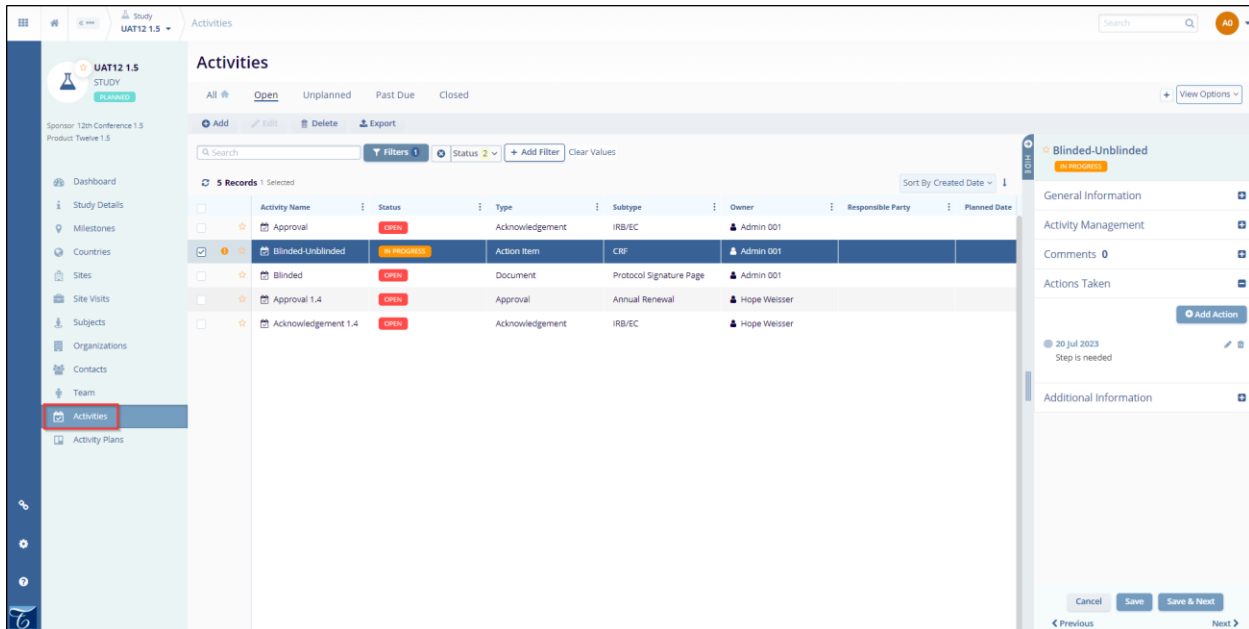 Study
UAT12 1.5
Activities
Search
A0
UAT12 1.5
STUDY
PLANNED
Sponsor 12th Conference 1.5
Product Twelve 1.5
Dashboard
Study Details
Milestones
Countries
Sites
Site Visits
Subjects
Organizations
Contacts
Team
Activities
Activity Plans
Activities
All Open Unplanned Past Due Closed
+ View Options
Add Edit Delete Export
Search Filters 1 Status 2 + Add Filter Clear Values
5 Records 1 Selected Sort By Created Date
Activity Name Status Type Subtype Owner Responsible Party Planned Date
Approval OPEN Acknowledgement IRB/EC Admin 001
Blinded-Unblinded IN PROGRESS Action Item CRF Admin 001
Blinded OPEN Document Protocol Signature Page Admin 001
Approval 1.4 OPEN Approval Annual Renewal Hope Weisser
Acknowledgement 1.4 OPEN Acknowledgement IRB/EC Hope Weisser
HIDE
Blinded-Unblinded
IN PROGRESS
General Information
Activity Management
Comments 0
Actions Taken
Add Action
20 Jul 2023
Step is needed
Additional Information
Cancel Save Save & Next
Previous Next